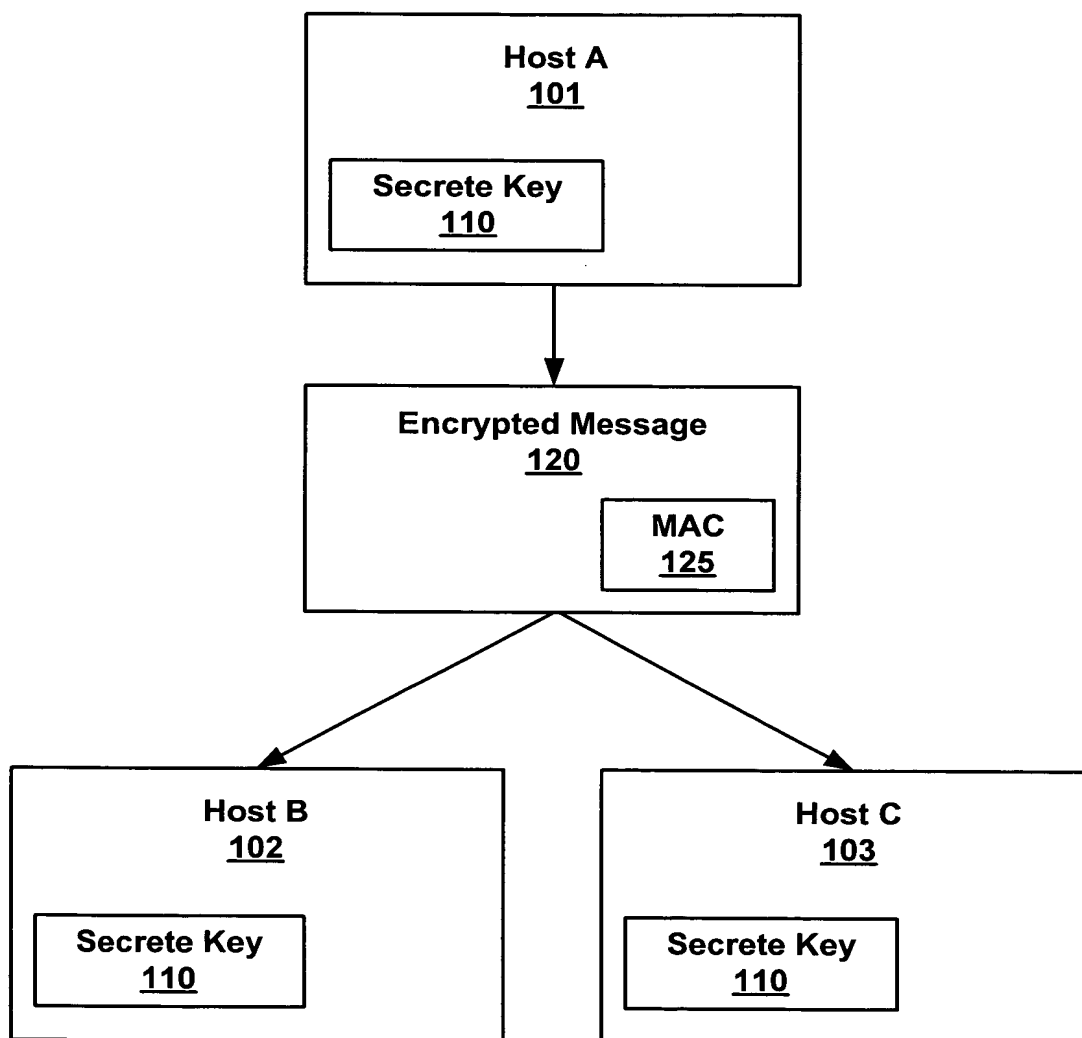 Host A
101
Secrete Key
110
Encrypted Message
120
MAC
125
Host B
102
Secrete Key
110
Host C
103
Secrete Key
110